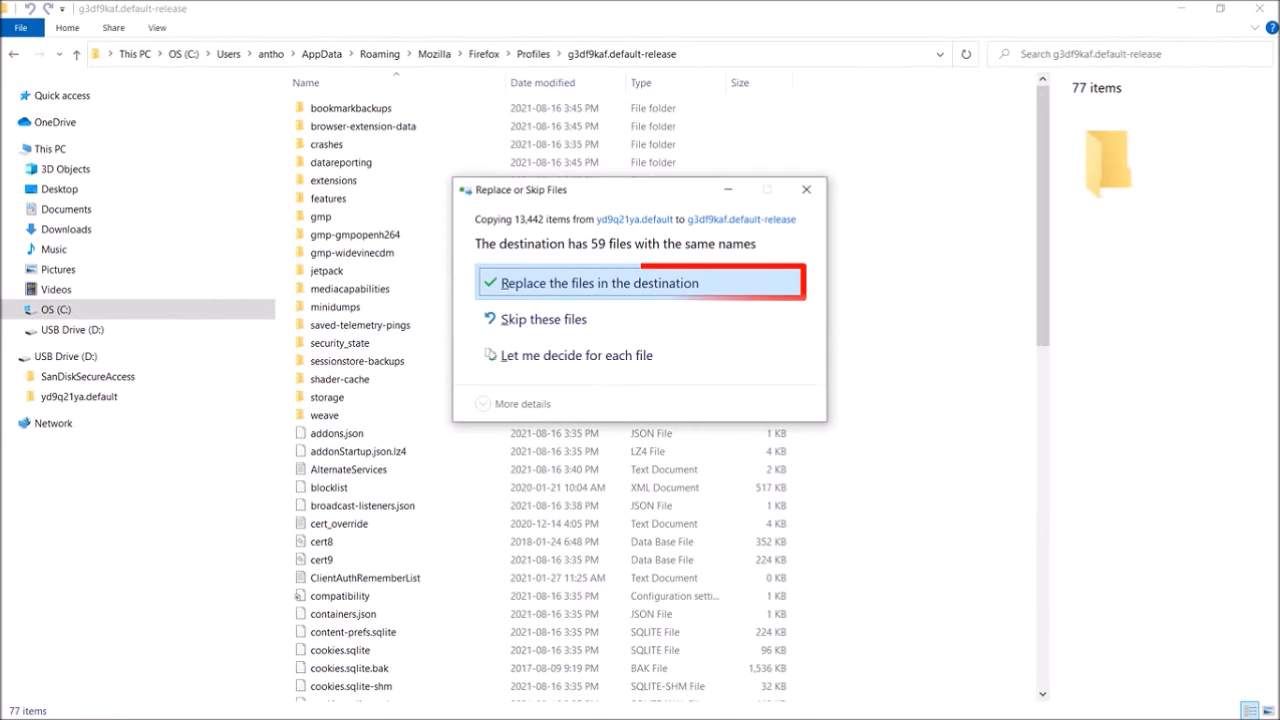 g3df9kaf.default-release
File Home Share View
This PC OS (C:) Users antho AppData Roaming Mozilla Firefox Profiles g3df9kaf.default-release
Search g3df9kaf.default-release
Name Date modified Type Size
Quick access
OneDrive
This PC
3D Objects
Desktop
Documents
Downloads
Music
Pictures
Videos
OS (C:)
USB Drive (D:)
USB Drive (D:)
SanDiskSecureAccess
yd9q21ya.default
Network
bookmarkbackups 2021-08-16 3:45 PM File folder
browser-extension-data 2021-08-16 3:45 PM File folder
crashes 2021-08-16 3:44 PM File folder
datareporting 2021-08-16 3:45 PM File folder
extensions
features
gmp
gmp-gmpopenh264
gmp-widevinecdm
jetpack
mediacapabilities
minidumps
saved-telemetry-pings
security_state
sessionstore-backups
shader-cache
storage
weave
addons.json 2021-08-16 3:35 PM JSON File 1 KB
addonStartup.json.lz4 2021-08-16 3:35 PM LZ4 File 4 KB
AlternateServices 2021-08-16 3:40 PM Text Document 2 KB
blocklist 2020-01-21 10:04 AM XML Document 517 KB
broadcast-listeners.json 2021-08-16 3:38 PM JSON File 1 KB
cert_override 2020-12-14 4:05 PM Text Document 4 KB
cert8 2018-01-24 6:48 PM Data Base File 352 KB
cert9 2021-08-16 3:35 PM Data Base File 224 KB
ClientAuthRememberList 2021-01-27 11:25 AM Text Document 0 KB
compatibility 2021-08-16 3:35 PM Configuration setti... 1 KB
containers.json 2021-08-16 3:35 PM JSON File 1 KB
content-prefs.sqlite 2021-08-16 3:35 PM SQLITE File 224 KB
cookies.sqlite 2021-08-16 3:35 PM SQLITE File 96 KB
cookies.sqlite.bak 2017-08-09 9:19 PM BAK File 1,536 KB
cookies.sqlite-shm 2021-08-16 3:35 PM SQLITE-SHM File 32 KB
Replace or Skip Files
Copying 13,442 items from yd9q21ya.default to g3df9kaf.default-release
The destination has 59 files with the same names
Replace the files in the destination
Skip these files
Let me decide for each file
More details
77 items
77 items